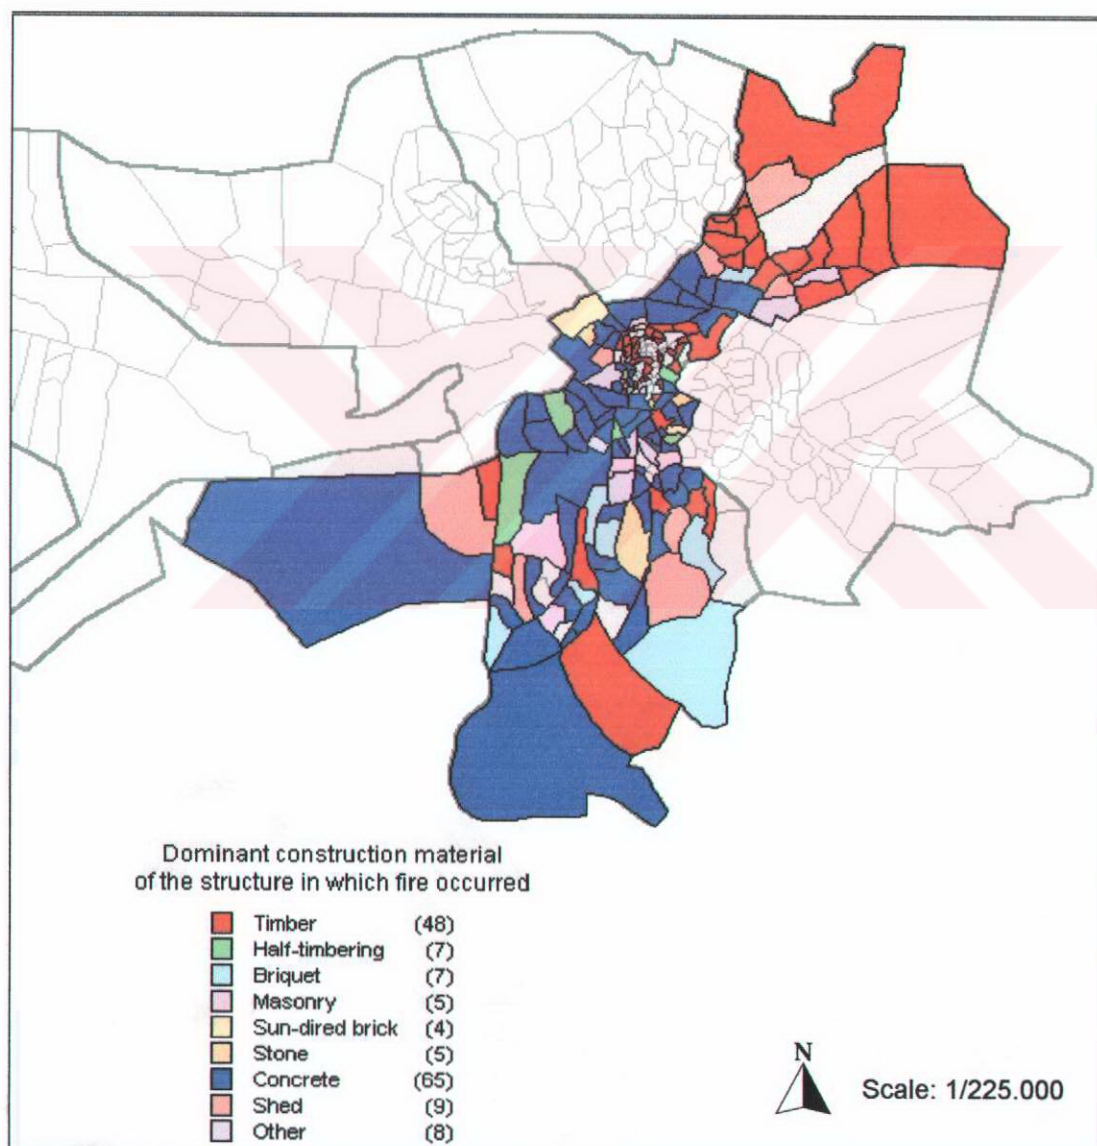 Dominant construction material
of the structure in which fire occurred
Timber (48)
Half-timbering (7)
Briquet (7)
Masonry (5)
Sun-dired brick (4)
Stone (5)
Concrete (65)
Shed (9)
Other (8)
N
Scale: 1/225.000